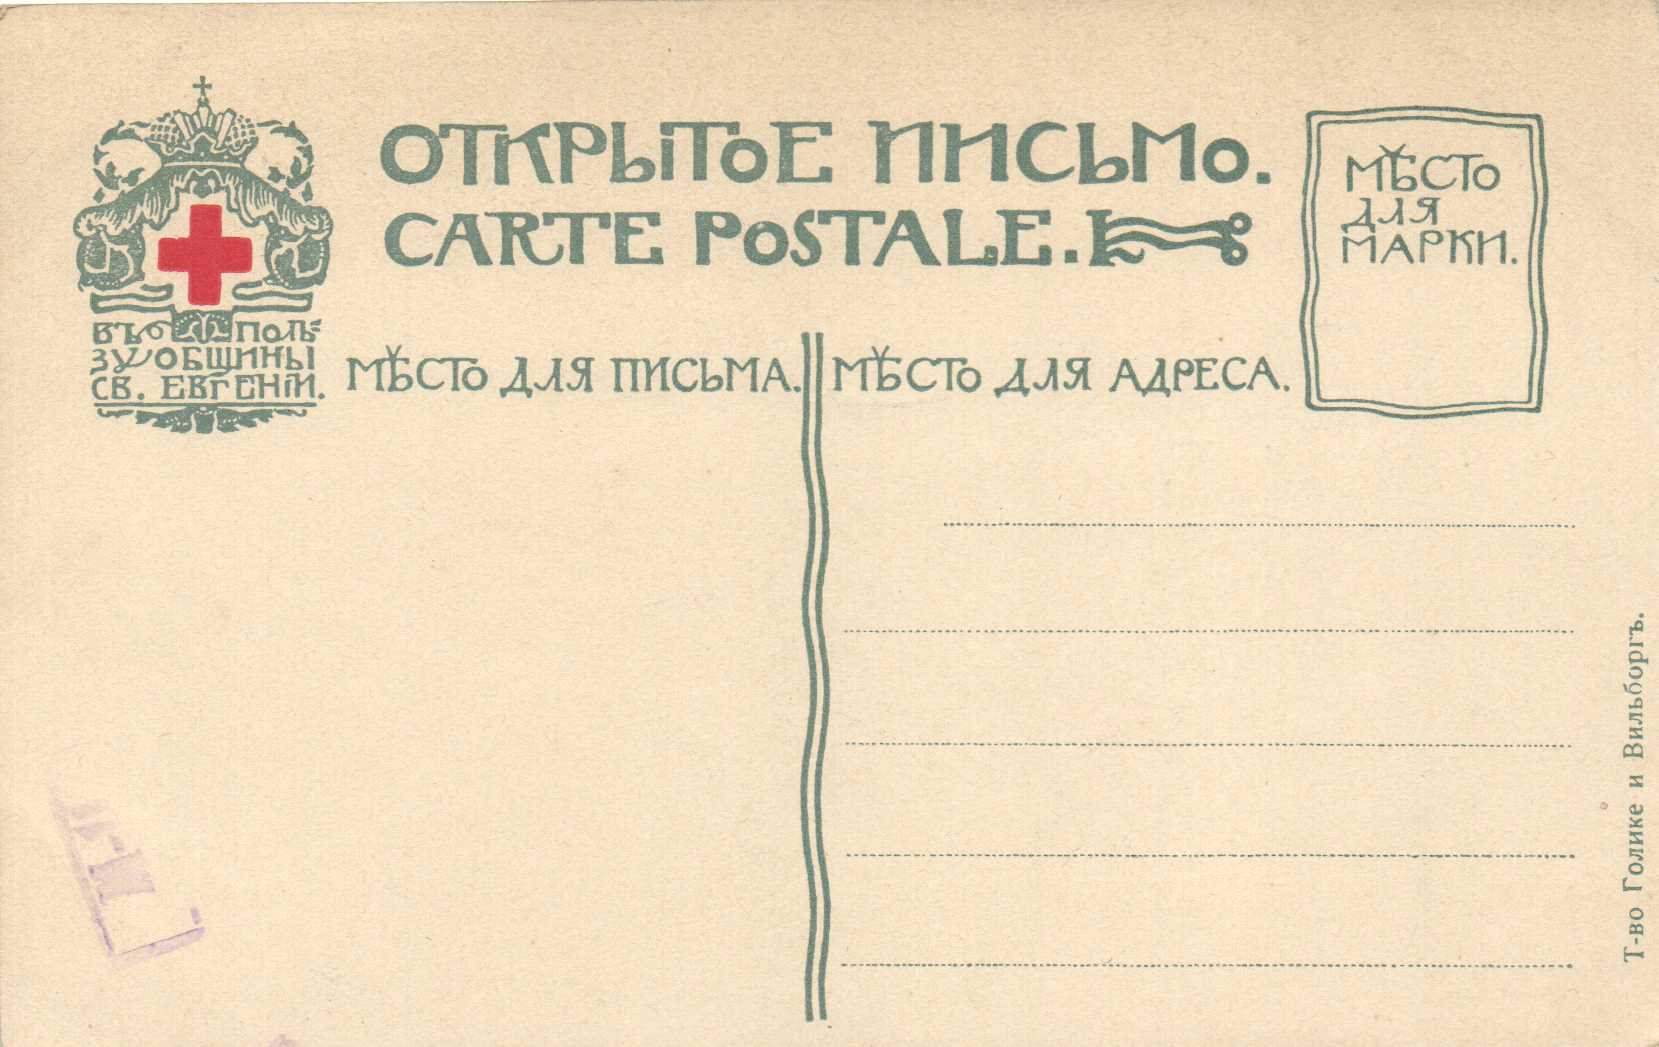 ОТКРЫТОЕ ПИСЬМО.
CARTE POSTALE.
МѢСТО
ДЛЯ
МАРКИ.
ВЪ ПОЛЬ-
ЗУ ОБЩИНЫ
СВ. ЕВГЕНІИ.
МѢСТО ДЛЯ ПИСЬМА.
МѢСТО ДЛЯ АДРЕСА.
Т-во Голике и Вильборгъ.